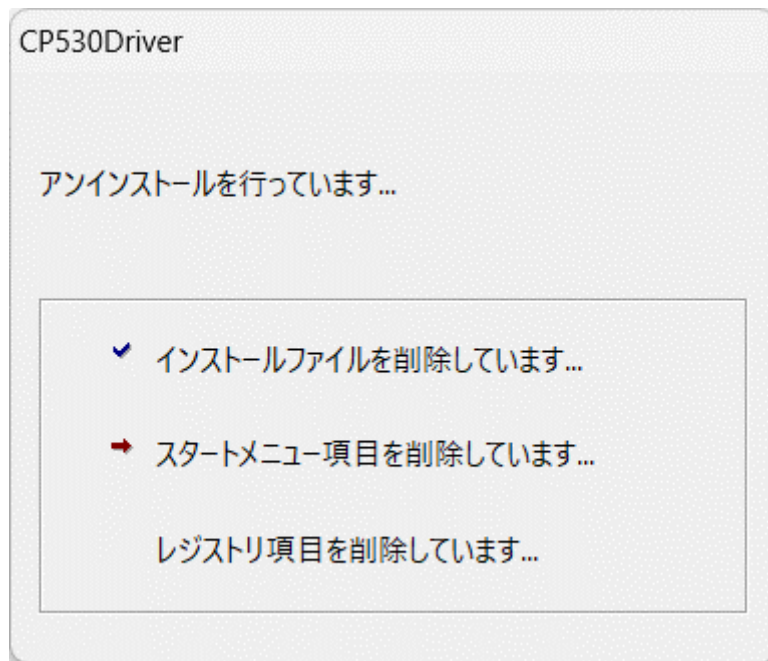 CP530Driver
アンインストールを行っています...
インストールファイルを削除しています...
スタートメニュー項目を削除しています...
レジストリ項目を削除しています...